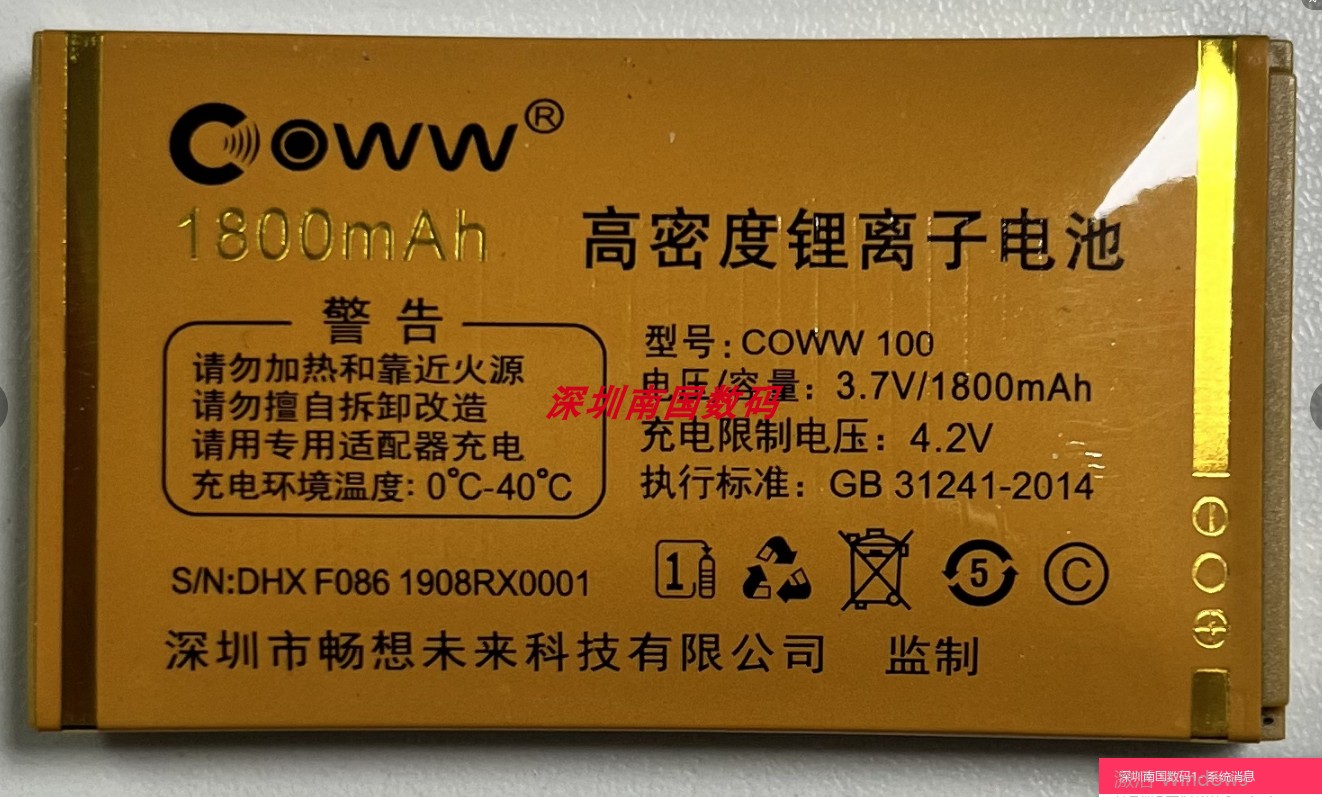 COWW®
1800mAh
高密度锂离子电池
警告
请勿加热和靠近火源
请勿擅自拆卸改造
请用专用适配器充电
充电环境温度: 0℃-40℃
型号: COWW 100
电压/容量: 3.7V/1800mAh
充电限制电压: 4.2V
执行标准: GB 31241-2014
深圳南国数码
S/N:DHX F086 1908RX0001
1
5
C
深圳市畅想未来科技有限公司 监制
深圳南国数码1- 系统消息
激活 Windows